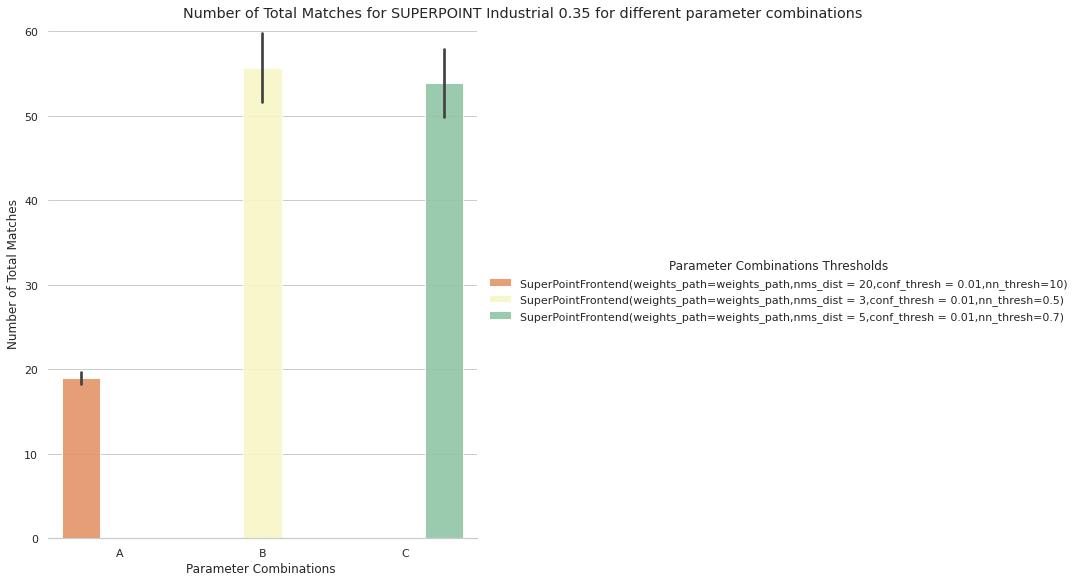 Number of Total Matches for SUPERPOINT Industrial 0.35 for different parameter combinations
Number of Total Matches
60
50
40
30
20
10
0
A
B
C
Parameter Combinations
Parameter Combinations Thresholds
SuperPointFrontend(weights_path=weights_path,nms_dist = 20,conf_thresh = 0.01,nn_thresh=10)
SuperPointFrontend(weights_path=weights_path,nms_dist = 3,conf_thresh = 0.01,nn_thresh=0.5)
SuperPointFrontend(weights_path=weights_path,nms_dist = 5,conf_thresh = 0.01,nn_thresh=0.7)